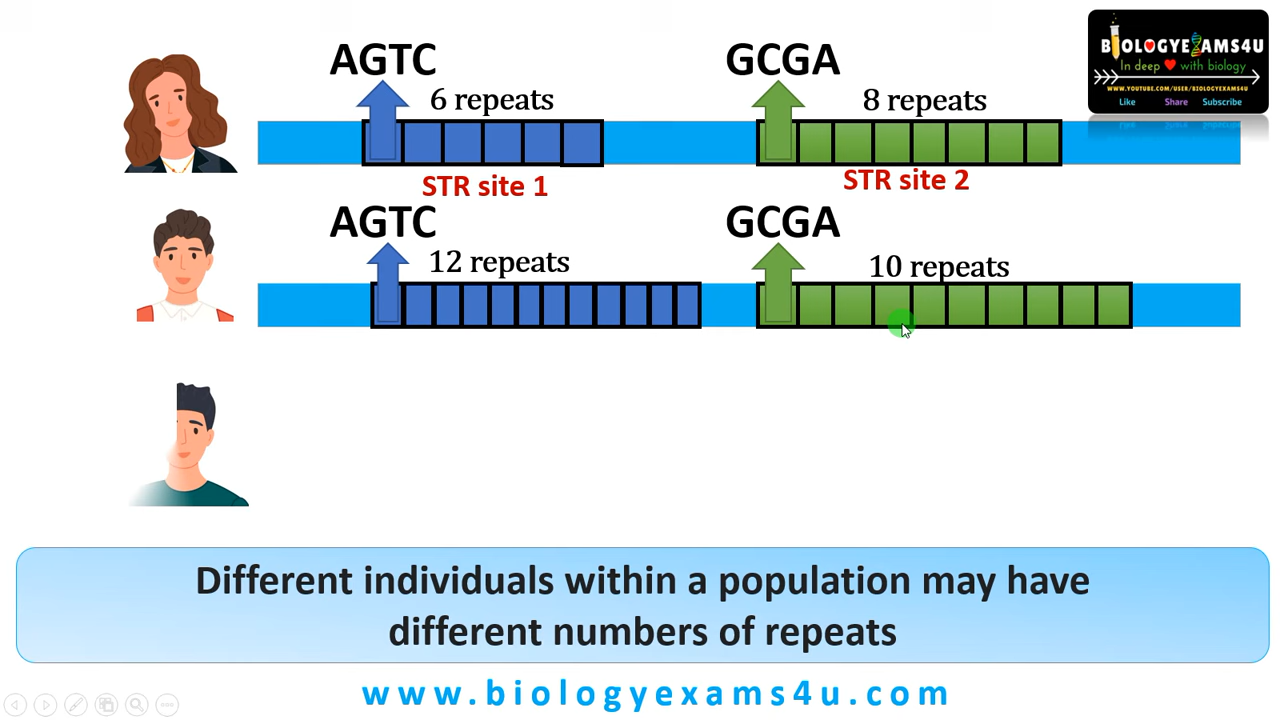 AGTC
GCGA
6 repeats
8 repeats
STR site 1
STR site 2
AGTC
GCGA
12 repeats
10 repeats
Different individuals within a population may have
different numbers of repeats
www.biologyexams4u.com
BIOLOGYEXAMS4U
In deep with biology
WWW.YOUTUBE.COM/USER/BIOLOGYEXAMS4U
Like Share Subscribe